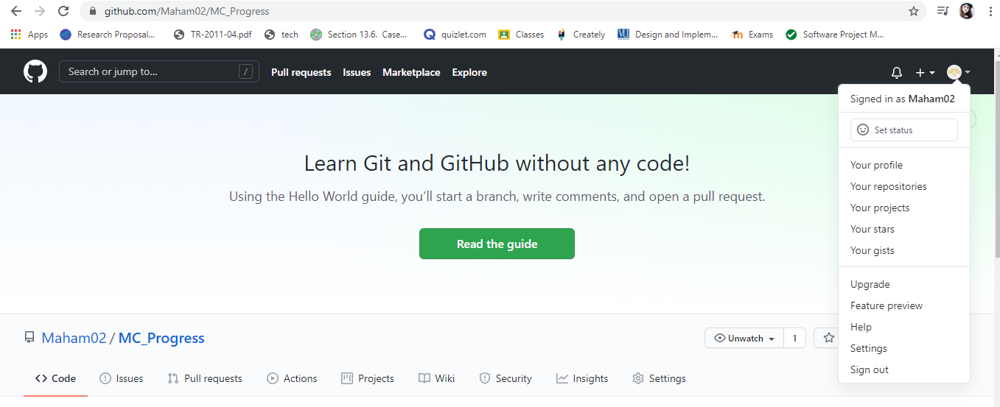 github.com/Maham02/MC_Progress
Apps Research Proposal... TR-2011-04.pdf tech Section 13.6. Case... quizlet.com Classes Creately Design and Implem... Exams Software Project M...
Search or jump to... / Pull requests Issues Marketplace Explore
Signed in as Maham02
Set status
Learn Git and GitHub without any code!
Using the Hello World guide, you’ll start a branch, write comments, and open a pull request.
Read the guide
Your profile
Your repositories
Your projects
Your stars
Your gists
Upgrade
Feature preview
Help
Settings
Sign out
Maham02 / MC_Progress Unwatch 1
Code Issues Pull requests Actions Projects Wiki Security Insights Settings